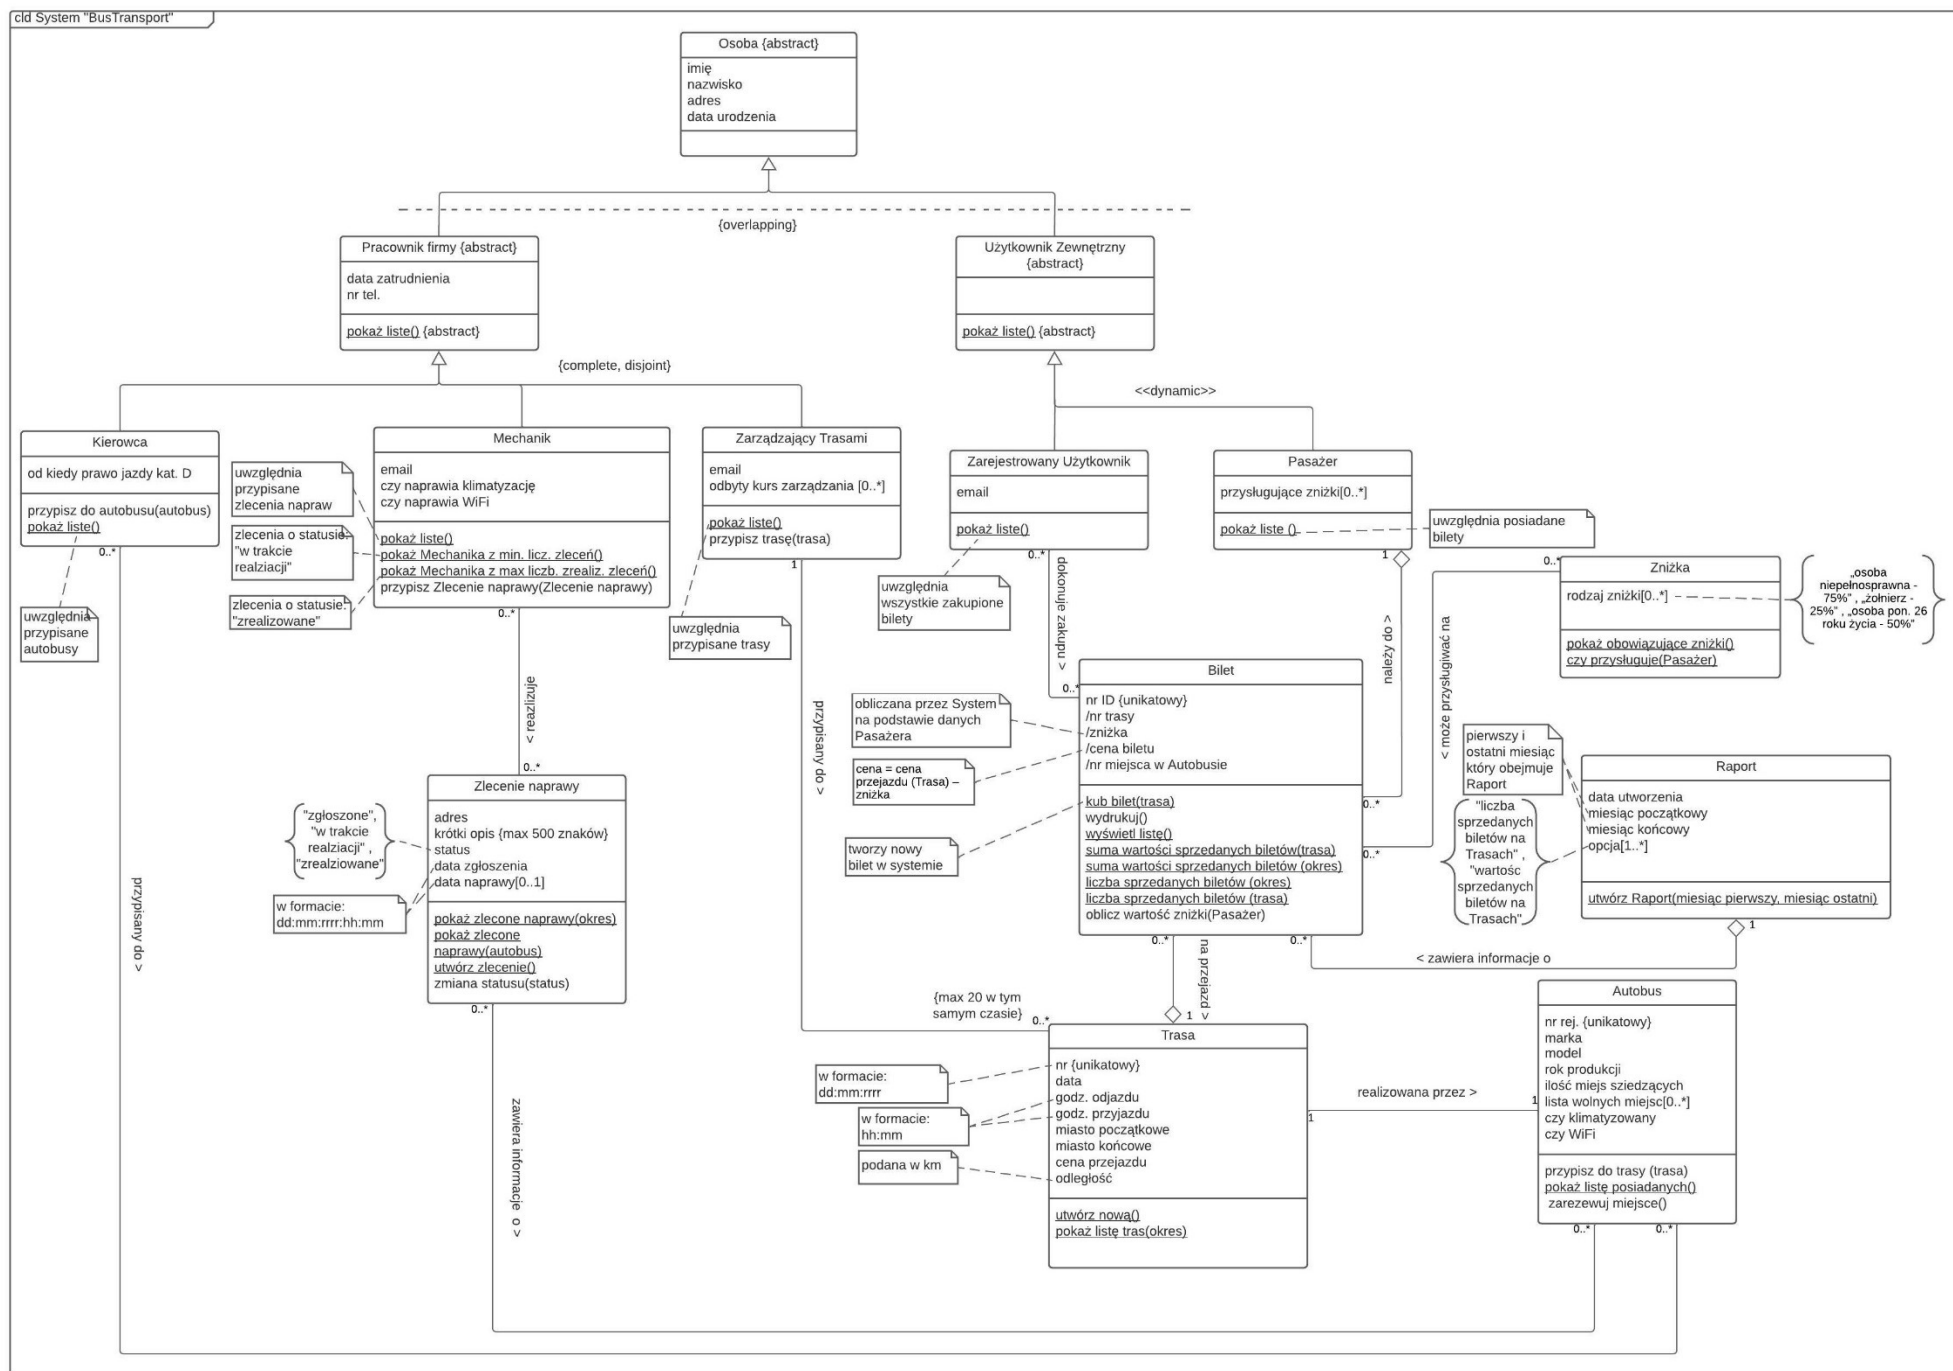 cld System "BusTransport"
Osoba {abstract}
imię
nazwisko
adres
data urodzenia
{overlapping}
Pracownik firmy {abstract}
data zatrudnienia
nr tel.
pokaż liste() {abstract}
Użytkownik Zewnętrzny
{abstract}
pokaż liste() {abstract}
{complete, disjoint}
<<dynamic>>
Kierowca
od kiedy prawo jazdy kat. D
przypisz do autobusu(autobus)
pokaż liste()
0..*
uwzględnia
przypisane
autobusy
uwzględnia
przypisane
zlecenia napraw
zlecenia o statusie:
"w trakcie
realziacji"
zlecenia o statusie:
"zrealizowane"
Mechanik
email
czy naprawia klimatyzację
czy naprawia WiFi
pokaż liste()
pokaż Mechanika z min. licz. zleceń()
pokaż Mechanika z max liczb. zrealiz. zleceń()
przypisz Zlecenie naprawy(Zlecenie naprawy)
0..*
Zarządzający Trasami
email
odbyty kurs zarządzania [0..*]
pokaż liste()
przypisz trasę(trasa)
1
uwzględnia
przypisane trasy
Zarejestrowany Użytkownik
email
pokaż liste()
0..*
uwzględnia
wszystkie zakupione
bilety
Pasażer
przysługujące zniżki[0..*]
pokaż liste ()
1
uwzględnia posiadane
bilety
0..*
Zniżka
rodzaj zniżki[0..*]
pokaż obowiązujące zniżki()
czy przysługuje(Pasażer)
„osoba
niepełnosprawna -
75%" , „żołnierz -
25%" , „osoba pon. 26
roku życia - 50%"
dokonuje zakupu >
należy do >
< może przysługiwać na
< reazlizuje
przypisany do >
przypisany do >
0..*
Bilet
nr ID {unikatowy}
/nr trasy
/zniżka
/cena biletu
/nr miejsca w Autobusie
kub bilet(trasa)
wydrukuj()
wyświetl listę()
suma wartości sprzedanych biletów(trasa)
suma wartości sprzedanych biletów (okres)
liczba sprzedanych biletów (okres)
liczba sprzedanych biletów (trasa)
oblicz wartość zniżki(Pasażer)
0..*
0..*
0..*
0..*
obliczana przez System
na podstawie danych
Pasażera
cena = cena
przejazdu (Trasa) –
zniżka
tworzy nowy
bilet w systemie
pierwszy i
ostatni miesiąc
który obejmuje
Raport
"liczba
sprzedanych
biletów na
Trasach" ,
"wartośc
sprzedanych
biletów na
Trasach"
Raport
data utworzenia
miesiąc początkowy
miesiąc końcowy
opcja[1..*]
utwórz Raport(miesiąc pierwszy, miesiąc ostatni)
1
< zawiera informacje o
0..*
Zlecenie naprawy
adres
krótki opis {max 500 znaków}
status
data zgłoszenia
data naprawy[0..1]
pokaż zlecone naprawy(okres)
pokaż zlecone
naprawy(autobus)
utwórz zlecenie()
zmiana statusu(status)
0..*
"zgłoszone",
"w trakcie
realziacji" ,
"zrealziowane"
w formacie:
dd:mm:rrrr:hh:mm
zawiera informacje o >
na przejazd >
{max 20 w tym
samym czasie}
0..*
1
Trasa
nr {unikatowy}
data
godz. odjazdu
godz. przyjazdu
miasto początkowe
miasto końcowe
cena przejazdu
odległość
utwórz nową()
pokaż listę tras(okres)
w formacie:
dd:mm:rrrr
w formacie:
hh:mm
podana w km
realizowana przez >
1
1
Autobus
nr rej. {unikatowy}
marka
model
rok produkcji
ilość miejs sziedzących
lista wolnych miejsc[0..*]
czy klimatyzowany
czy WiFi
przypisz do trasy (trasa)
pokaż listę posiadanych()
zarezewuj miejsce()
0..*
0..*